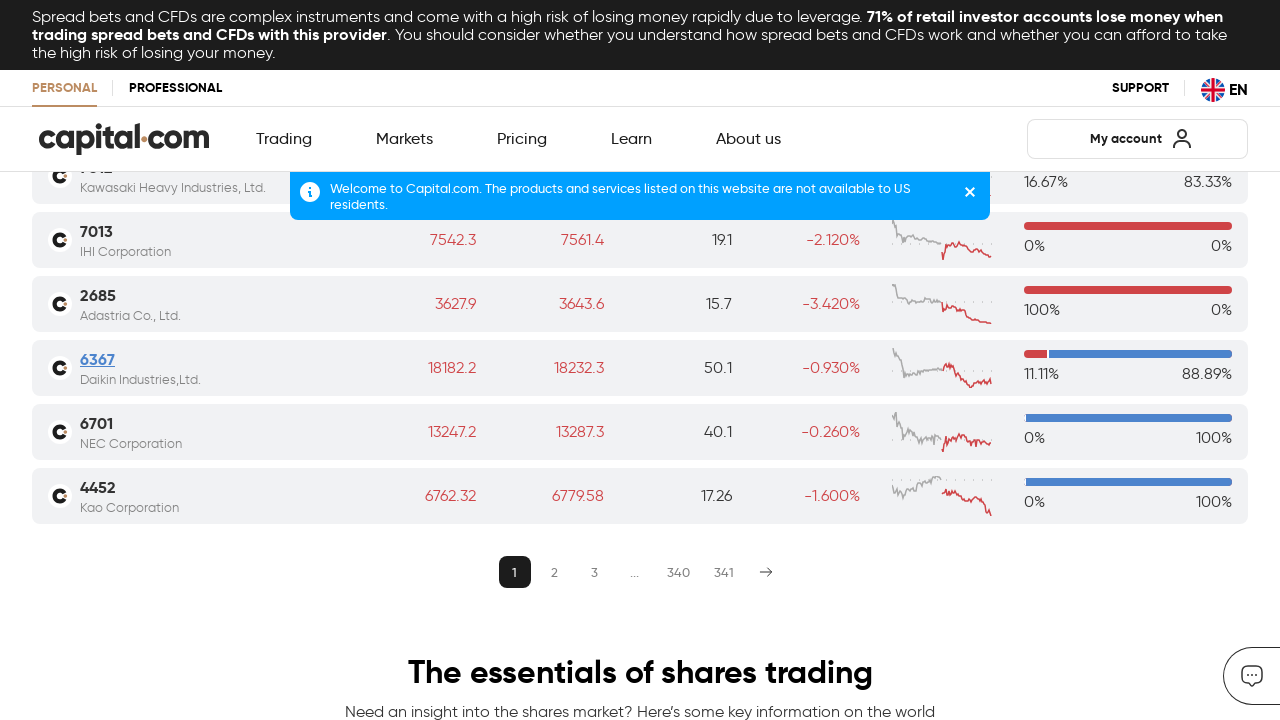 Spread bets and CFDs are complex instruments and come with a high risk of losing money rapidly due to leverage. 71% of retail investor accounts lose money when
trading spread bets and CFDs with this provider. You should consider whether you understand how spread bets and CFDs work and whether you can afford to take
the high risk of losing your money.
PERSONAL PROFESSIONAL SUPPORT EN
capital.com Trading Markets Pricing Learn About us My account
Kawasaki Heavy Industries, Ltd. 16.67% 83.33%
Welcome to Capital.com. The products and services listed on this website are not available to US
residents.
7013 7542.3 7561.4 19.1 -2.120%
IHI Corporation 0% 0%
2685 3627.9 3643.6 15.7 -3.420%
Adastria Co., Ltd. 100% 0%
6367 18182.2 18232.3 50.1 -0.930%
Daikin Industries,Ltd. 11.11% 88.89%
6701 13247.2 13287.3 40.1 -0.260%
NEC Corporation 0% 100%
4452 6762.32 6779.58 17.26 -1.600%
Kao Corporation 0% 100%
1 2 3 ... 340 341
The essentials of shares trading
Need an insight into the shares market? Here's some key information on the world